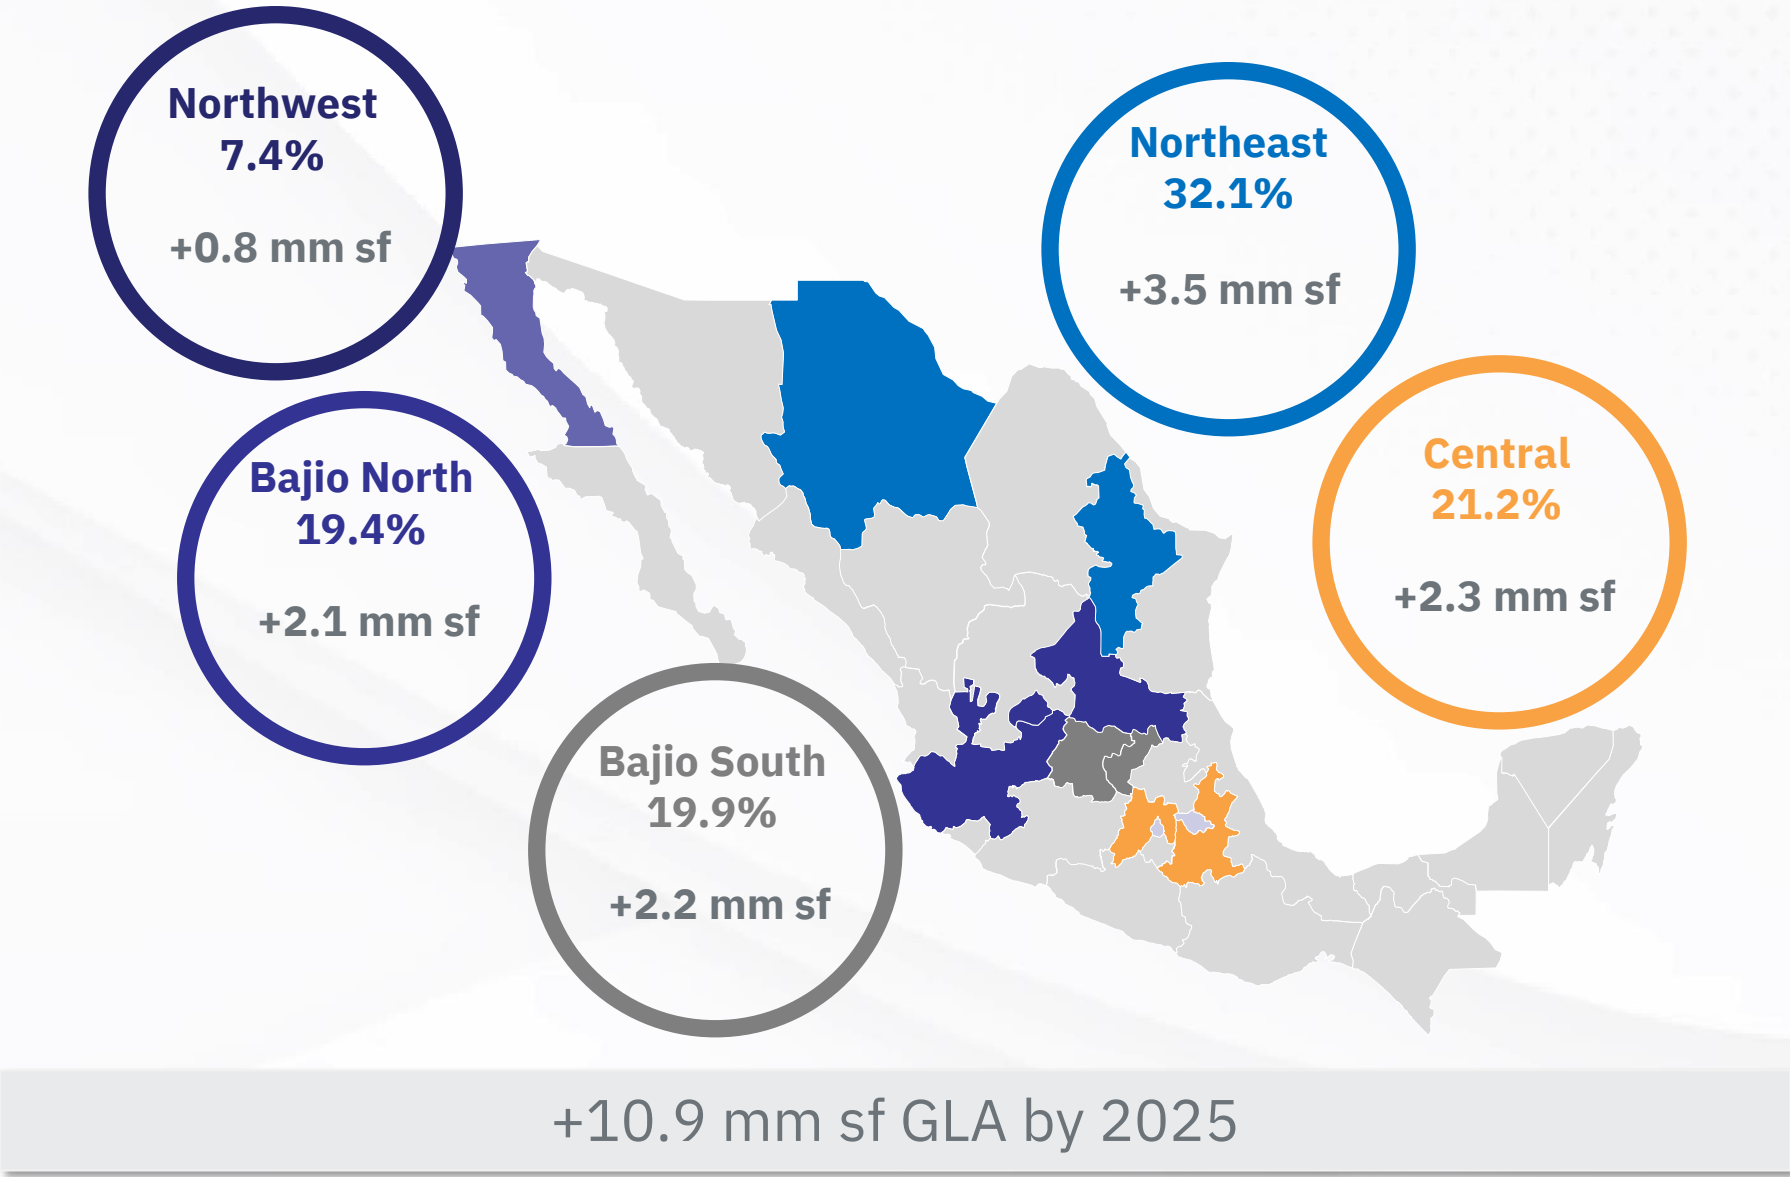 Northwest
7.4%
+0.8 mm sf
Northeast
32.1%
+3.5 mm sf
Bajio North
19.4%
+2.1 mm sf
Central
21.2%
+2.3 mm sf
Bajio South
19.9%
+2.2 mm sf
+10.9 mm sf GLA by 2025